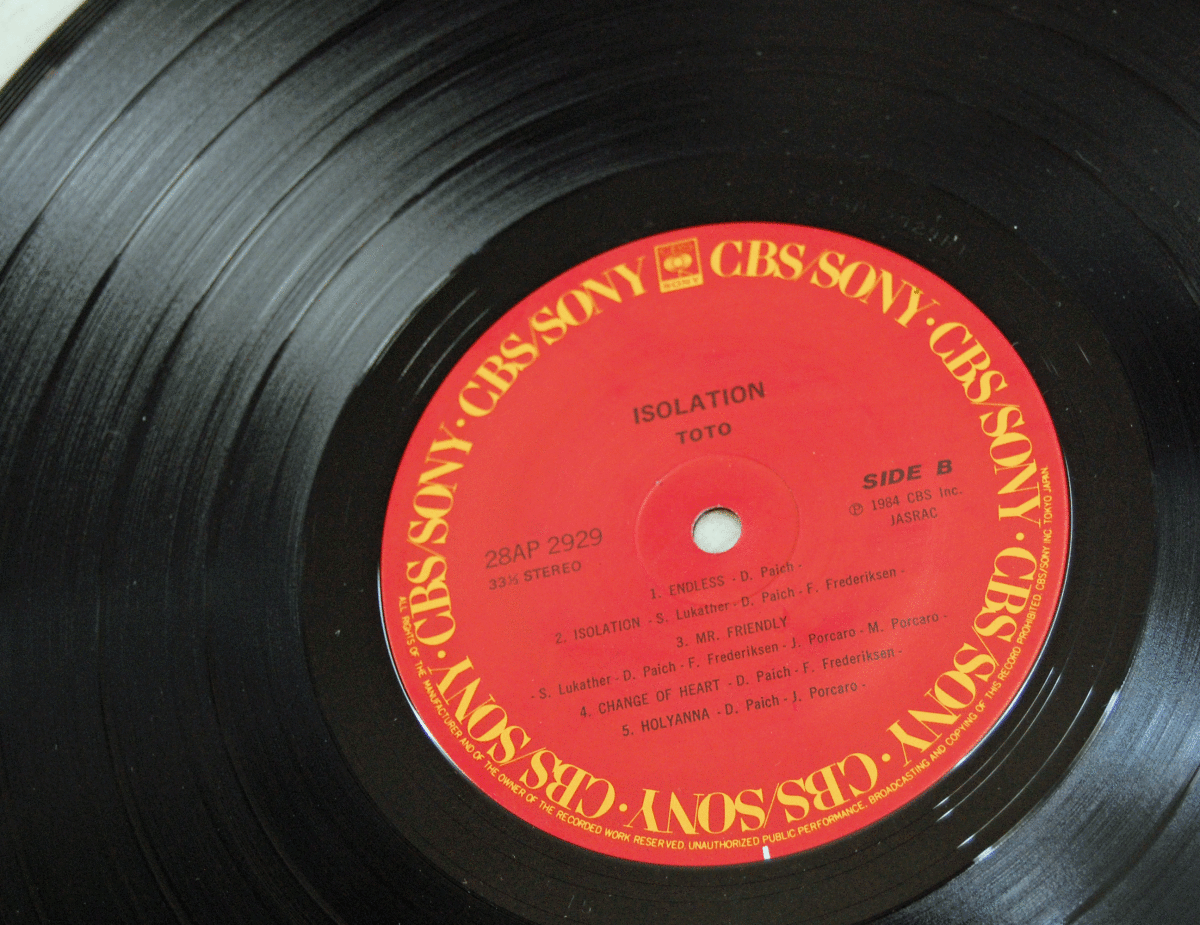 CBS/SONY · CBS/SONY · CBS/SONY · CBS/SONY · CBS/SONY · CBS/SONY · CBS/SONY · CBS/SONY
SONY
ISOLATION
TOTO
SIDE B
Ⓟ 1984 CBS Inc.
JASRAC
28AP 2929
33⅓ STEREO
1. ENDLESS - D. Paich -
2. ISOLATION - S. Lukather - D. Paich - F. Frederiksen -
3. MR. FRIENDLY
- S. Lukather - D. Paich - F. Frederiksen - J. Porcaro - M. Porcaro -
4. CHANGE OF HEART - D. Paich - F. Frederiksen -
5. HOLYANNA - D. Paich - J. Porcaro -
ALL RIGHTS OF THE MANUFACTURER AND OF THE OWNER OF THE RECORDED WORK RESERVED. UNAUTHORIZED PUBLIC PERFORMANCE, BROADCASTING AND COPYING OF THIS RECORD PROHIBITED. CBS/SONY INC. TOKYO JAPAN.